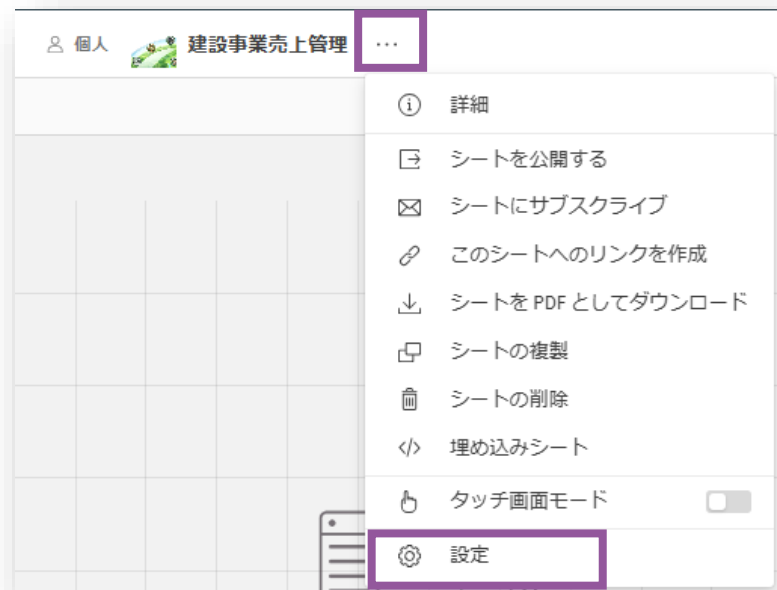 個人 建設事業売上管理 ...
詳細
シートを公開する
シートにサブスクライブ
このシートへのリンクを作成
シートを PDF としてダウンロード
シートの複製
シートの削除
埋め込みシート
タッチ画面モード
設定